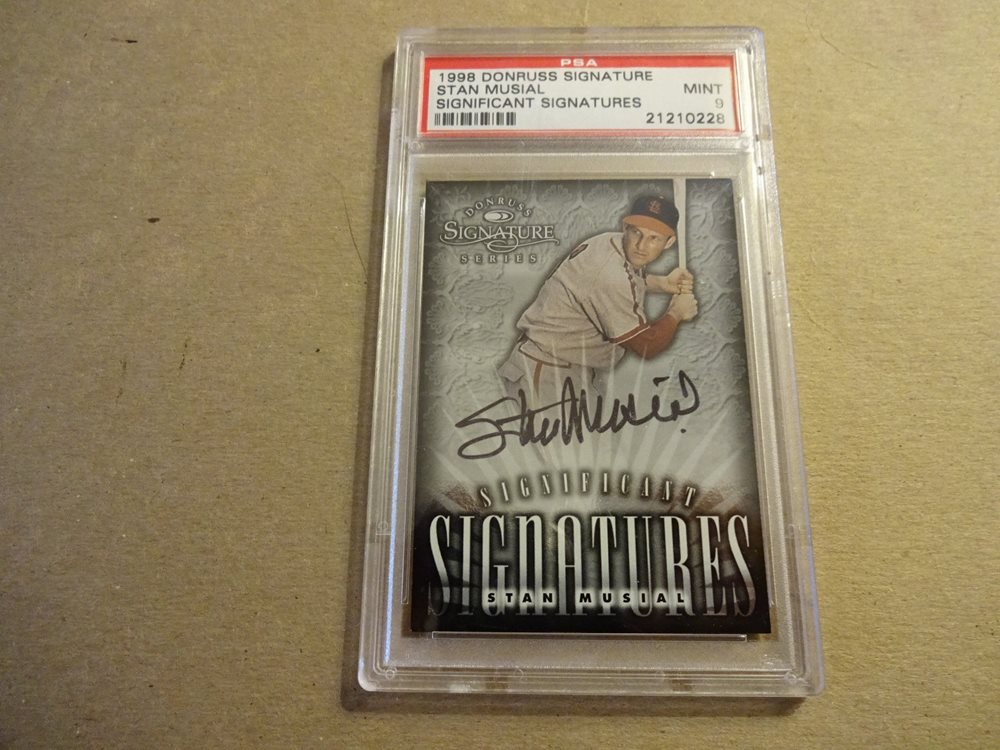 PSA
1998 DONRUSS SIGNATURE
STAN MUSIAL MINT
SIGNIFICANT SIGNATURES 9
21210228
DONRUSS
SIGNATURE
SERIES
Stan Musial
SIGNIFICANT
SIGNATURES
STAN MUSIAL